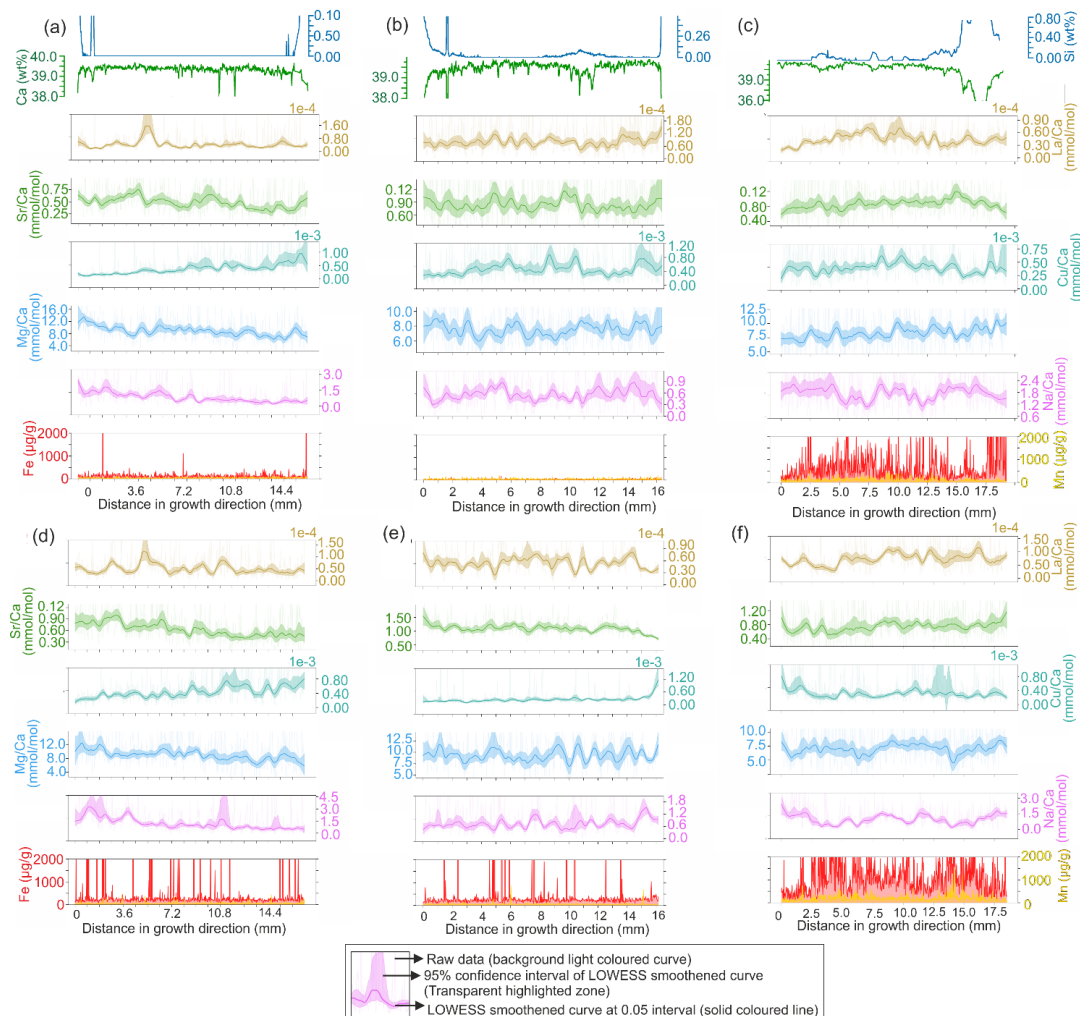 (a)
0.10
0.00
Ca (wt%)
40.0
39.0
38.0
1e-4
1.60
0.80
0.00
Sr/Ca
(mmol/mol)
0.75
0.50
0.25
1e-3
1.00
0.50
0.00
Mg/Ca
(mmol/mol)
16.0
12.0
8.0
4.0
3.0
1.5
0.0
Fe (µg/g)
2000
1000
0
0 3.6 7.2 10.8 14.4
Distance in growth direction (mm)
(b)
0.26
0.00
39.0
38.0
1e-4
1.80
1.20
0.60
0.00
0.12
0.90
0.60
1e-3
1.20
0.80
0.40
0.00
10.0
8.0
6.0
0.9
0.6
0.3
0.0
0 2 4 6 8 10 12 14 16
Distance in growth direction (mm)
(c)
0.80
0.40
0.00
Si (wt%)
39.0
36.0
1e-4
0.90
0.60
0.30
0.00
La/Ca
(mmol/mol)
0.12
0.80
0.40
1e-3
0.75
0.50
0.25
0.00
Cu/Ca
(mmol/mol)
12.5
10.0
7.5
5.0
2.4
1.8
1.2
0.6
Na/Ca
(mmol/mol)
2000
1000
0
Mn (µg/g)
0 2.5 5.0 7.5 10.0 12.5 15.0 17.5
Distance in growth direction (mm)
(d)
1e-4
1.50
1.00
0.50
0.00
Sr/Ca
(mmol/mol)
0.12
0.90
0.60
0.30
1e-3
0.80
0.40
0.00
Mg/Ca
(mmol/mol)
12.0
8.0
4.0
4.5
3.0
1.5
0.0
Fe (µg/g)
2000
1000
0
0 3.6 7.2 10.8 14.4
Distance in growth direction (mm)
(e)
1e-4
0.90
0.60
0.30
0.00
1.50
1.00
0.50
1e-3
1.20
0.60
0.00
12.5
10.0
7.5
5.0
1.8
1.2
0.6
0.0
0 2 4 6 8 10 12 14 16
Distance in growth direction (mm)
(f)
1e-4
1.50
1.00
0.50
0.00
La/Ca
(mmol/mol)
1.20
0.80
0.40
1e-3
0.80
0.40
0.00
Cu/Ca
(mmol/mol)
10.0
7.5
5.0
3.0
1.5
0.0
Na/Ca
(mmol/mol)
2000
1000
0
Mn (µg/g)
0 2.5 5.0 7.5 10.0 12.5 15.0 17.5
Distance in growth direction (mm)
Raw data (background light coloured curve)
95% confidence interval of LOWESS smoothened curve
(Transparent highlighted zone)
LOWESS smoothened curve at 0.05 interval (solid coloured line)